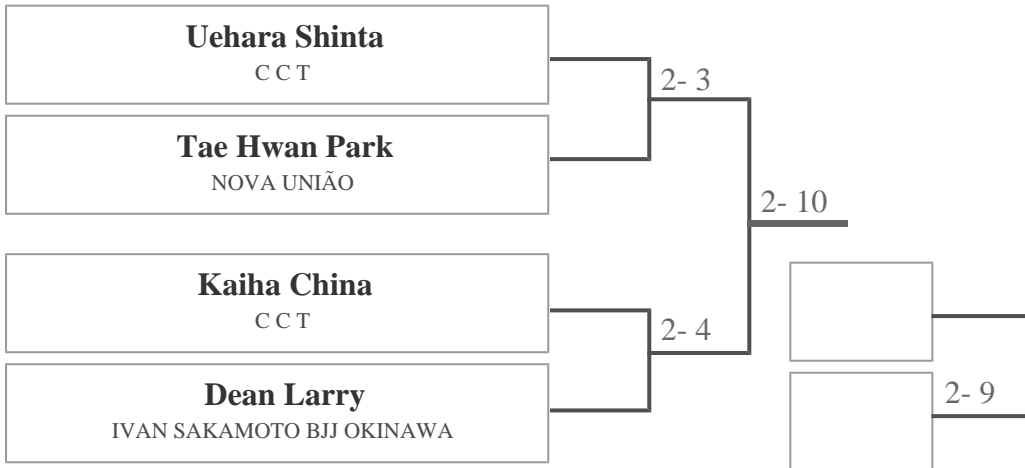 Uehara Shinta
C C T
2- 3
Tae Hwan Park
NOVA UNIÃO
2- 10
Kaiha China
C C T
2- 4
Dean Larry
IVAN SAKAMOTO BJJ OKINAWA
2- 9